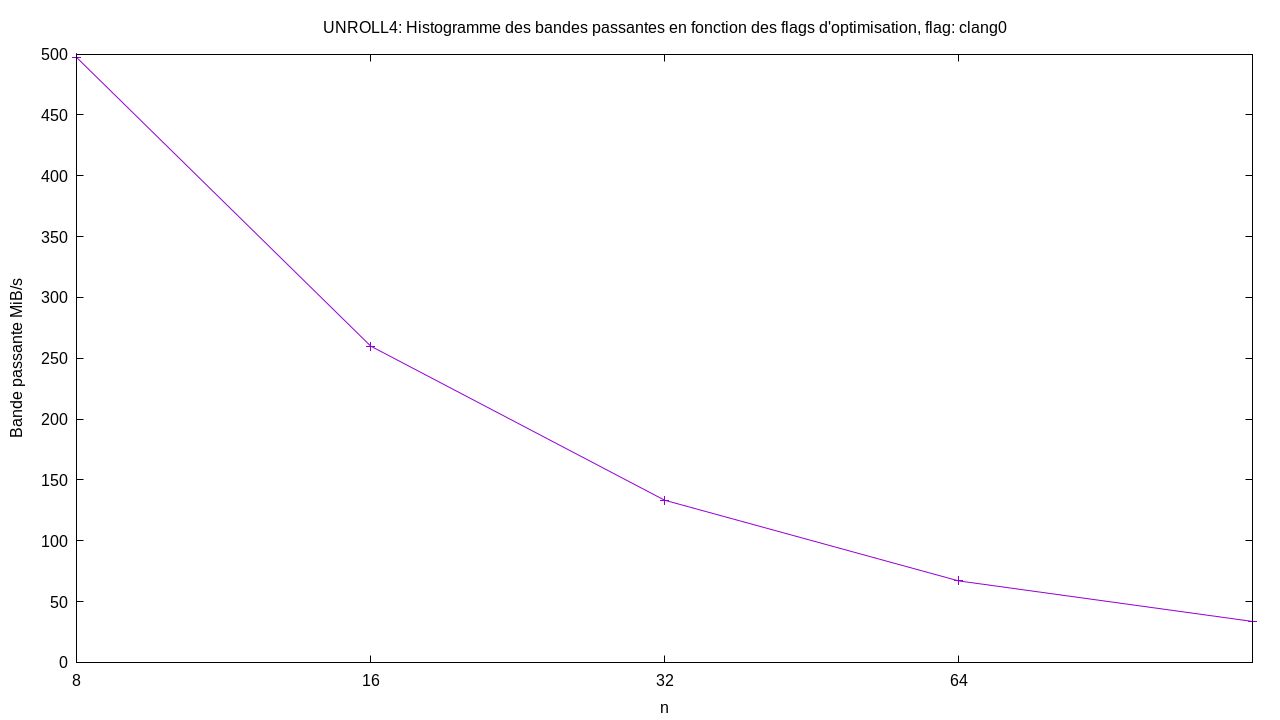 UNROLL4: Histogramme des bandes passantes en fonction des flags d'optimisation, flag: clang0
500
450
400
350
300
250
200
150
100
50
0
Bande passante MiB/s
8 16 32 64
n